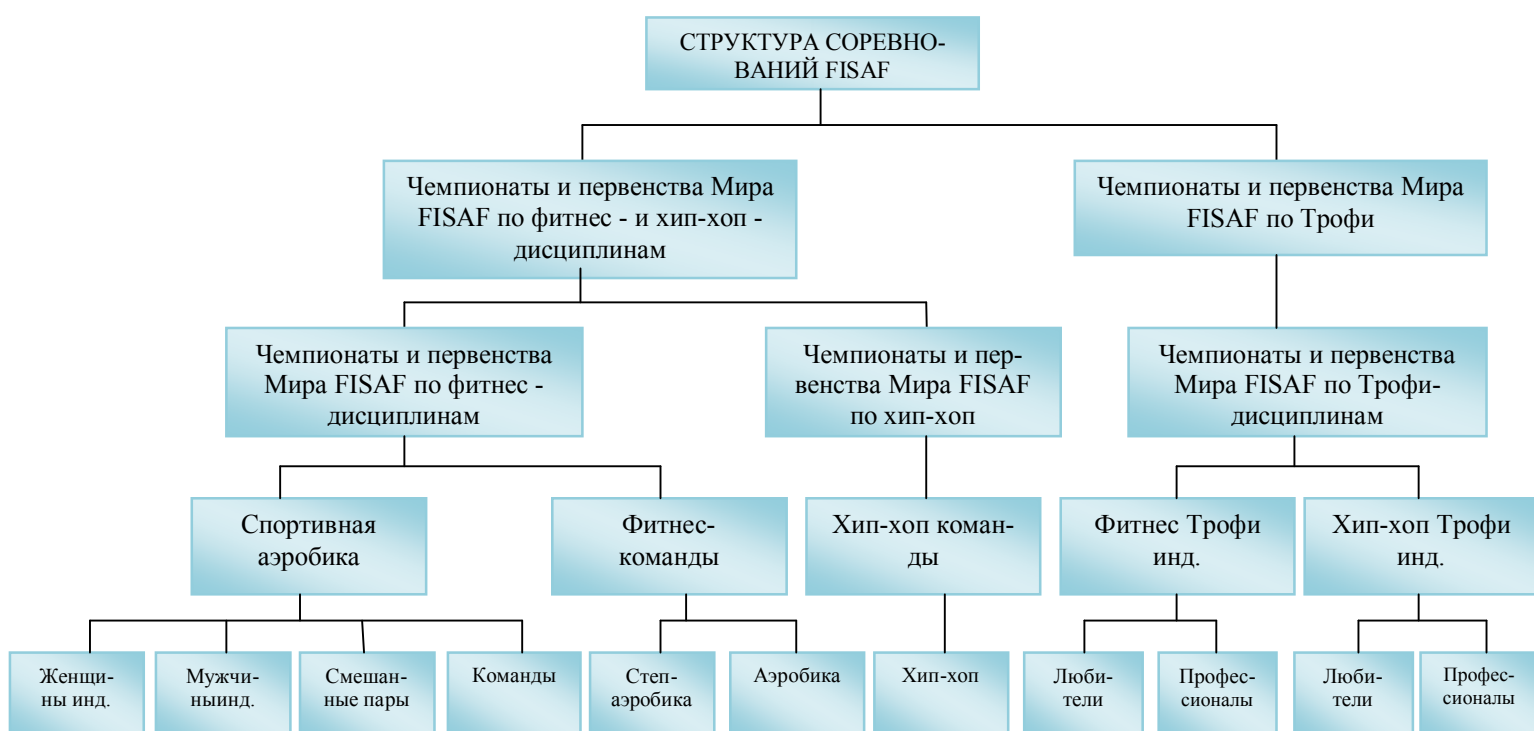 СТРУКТУРА СОРЕВНО-
ВАНИЙ FISAF
Чемпионаты и первенства Мира
FISAF по фитнес - и хип-хоп -
дисциплинам
Чемпионаты и первенства Мира
FISAF по Трофи
Чемпионаты и первенства
Мира FISAF по фитнес -
дисциплинам
Чемпионаты и пер-
венства Мира FISAF
по хип-хоп
Чемпионаты и первенства
Мира FISAF по Трофи-
дисциплинам
Спортивная
аэробика
Фитнес-
команды
Хип-хоп коман-
ды
Фитнес Трофи
инд.
Хип-хоп Трофи
инд.
Женщи-
ны инд.
Мужчи-
ныинд.
Смешан-
ные пары
Команды
Степ-
аэробика
Аэробика
Хип-хоп
Люби-
тели
Профес-
сионалы
Люби-
тели
Профес-
сионалы